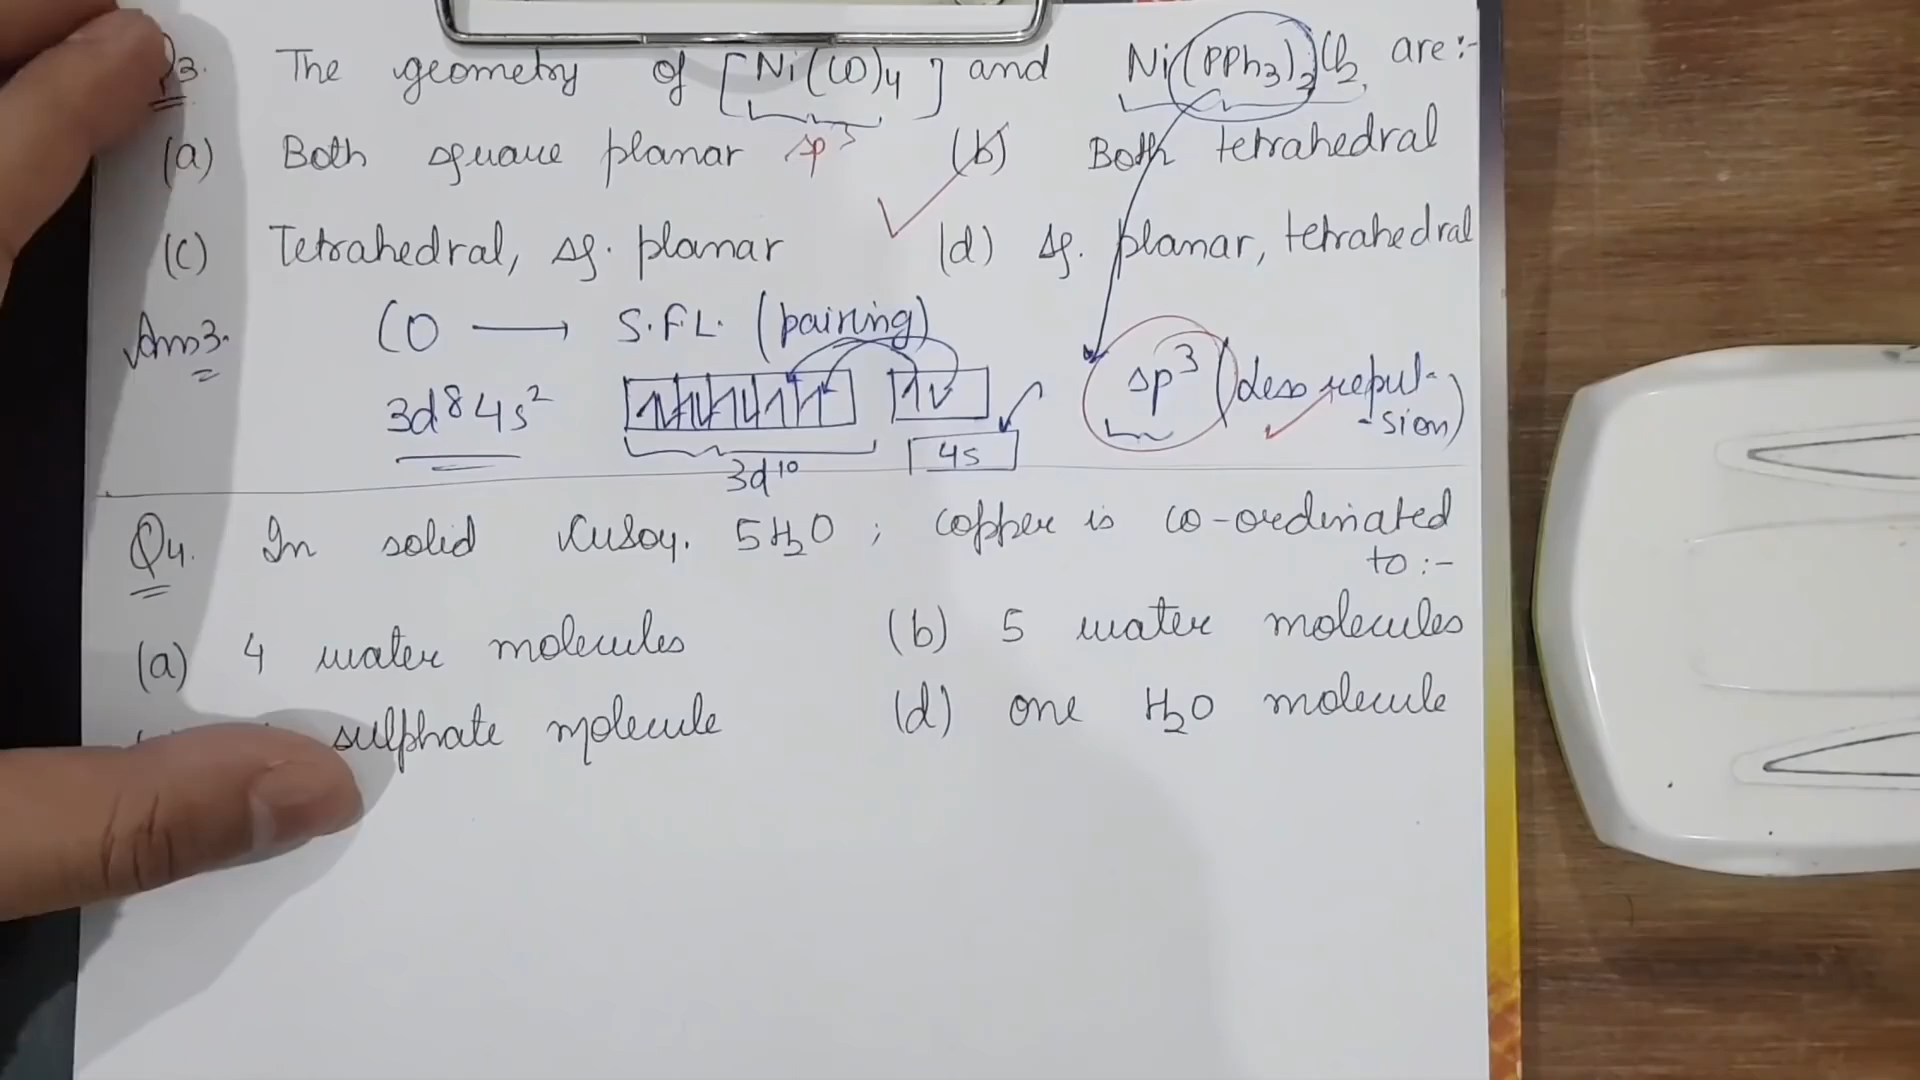 Q3. The geometry of [Ni(CO)4] and Ni(PPh3)2Cl2 are:-
sp3
(a) Both square planar (b) Both tetrahedral
(c) Tetrahedral, sq. planar (d) sq. planar, tetrahedral
Ans3. CO → S.F.L. (pairing)
3d8 4s2 sp3 (less repul-
-sion)
4s
3d10
Q4. In solid CuSO4. 5H2O ; copper is co-ordinated
to :-
(a) 4 water molecules (b) 5 water molecules
sulphate molecule (d) one H2O molecule